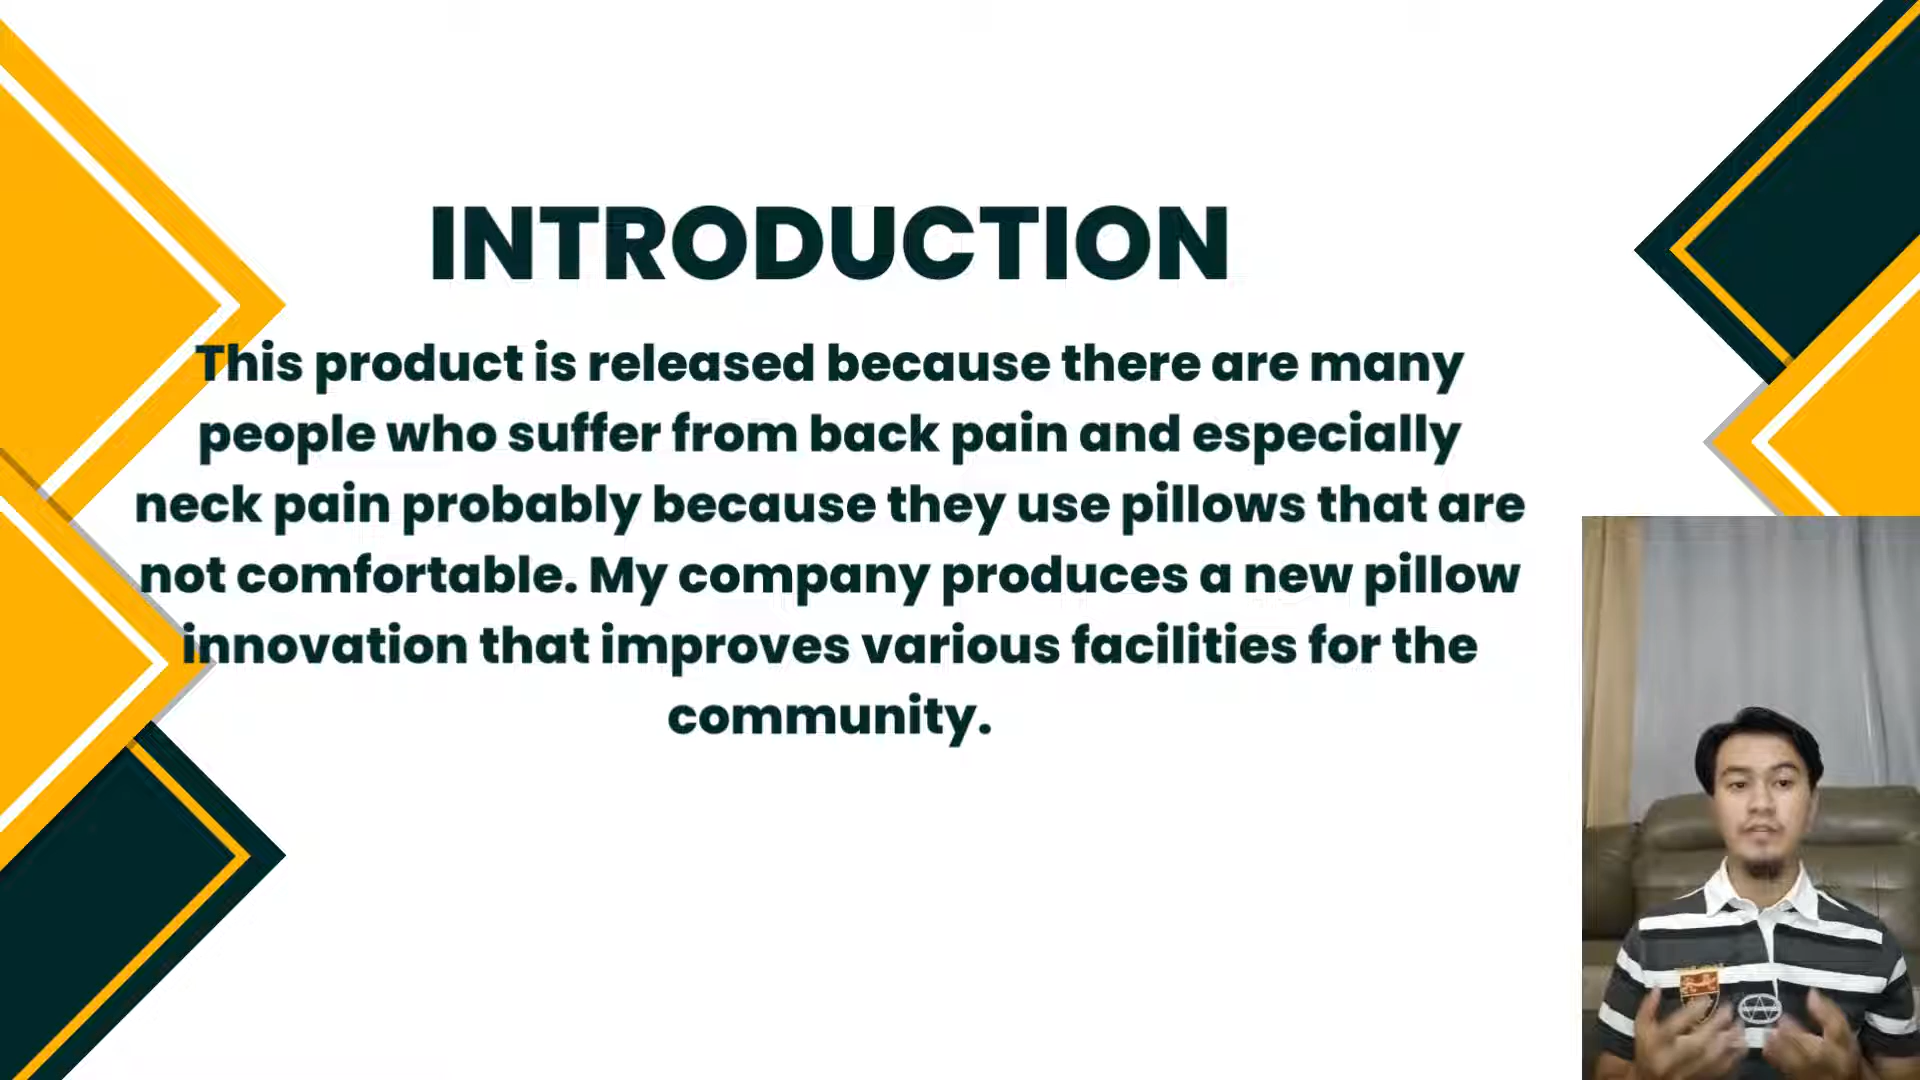 INTRODUCTION
This product is released because there are many
people who suffer from back pain and especially
neck pain probably because they use pillows that are
not comfortable. My company produces a new pillow
innovation that improves various facilities for the
community.